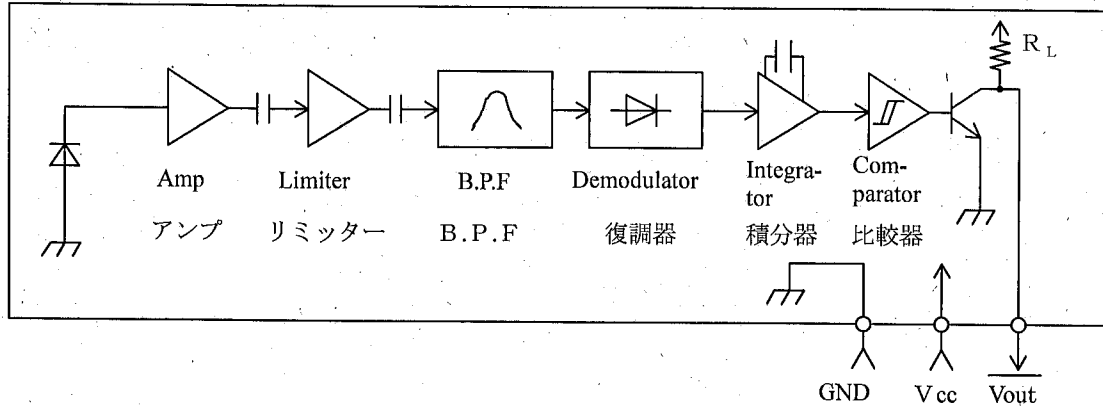 R L
Amp
Limiter
B.P.F
Demodulator
Integra-
tor
Com-
parator
アンプ
リミッター
B.P.F
復調器
積分器
比較器
GND
Vcc
Vout